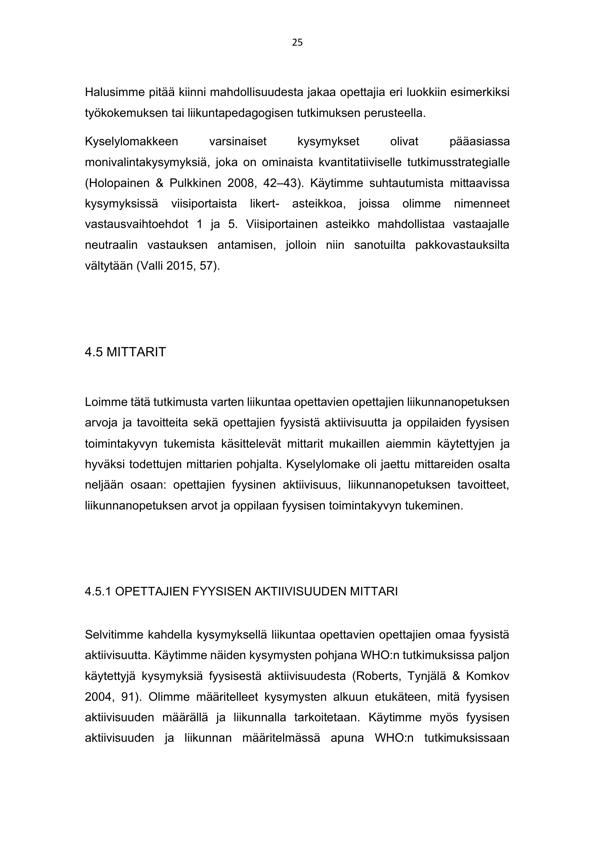 25
Halusimme pitää kiinni mahdollisuudesta jakaa opettajia eri luokkiin esimerkiksi
työkokemuksen tai liikuntapedagogisen tutkimuksen perusteella.
Kyselylomakkeen varsinaiset kysymykset olivat pääasiassa
monivalintakysymyksiä, joka on ominaista kvantitatiiviselle tutkimusstrategialle
(Holopainen & Pulkkinen 2008, 42–43). Käytimme suhtautumista mittaavissa
kysymyksissä viisiportaista likert- asteikkoa, joissa olimme nimenneet
vastausvaihtoehdot 1 ja 5. Viisiportainen asteikko mahdollistaa vastaajalle
neutraalin vastauksen antamisen, jolloin niin sanotuilta pakkovastauksilta
vältytään (Valli 2015, 57).
4.5 MITTARIT
Loimme tätä tutkimusta varten liikuntaa opettavien opettajien liikunnanopetuksen
arvoja ja tavoitteita sekä opettajien fyysistä aktiivisuutta ja oppilaiden fyysisen
toimintakyvyn tukemista käsittelevät mittarit mukaillen aiemmin käytettyjen ja
hyväksi todettujen mittarien pohjalta. Kyselylomake oli jaettu mittareiden osalta
neljään osaan: opettajien fyysinen aktiivisuus, liikunnanopetuksen tavoitteet,
liikunnanopetuksen arvot ja oppilaan fyysisen toimintakyvyn tukeminen.
4.5.1 OPETTAJIEN FYYSISEN AKTIIVISUUDEN MITTARI
Selvitimme kahdella kysymyksellä liikuntaa opettavien opettajien omaa fyysistä
aktiivisuutta. Käytimme näiden kysymysten pohjana WHO:n tutkimuksissa paljon
käytettyjä kysymyksiä fyysisestä aktiivisuudesta (Roberts, Tynjälä & Komkov
2004, 91). Olimme määritelleet kysymysten alkuun etukäteen, mitä fyysisen
aktiivisuuden määrällä ja liikunnalla tarkoitetaan. Käytimme myös fyysisen
aktiivisuuden ja liikunnan määritelmässä apuna WHO:n tutkimuksissaan